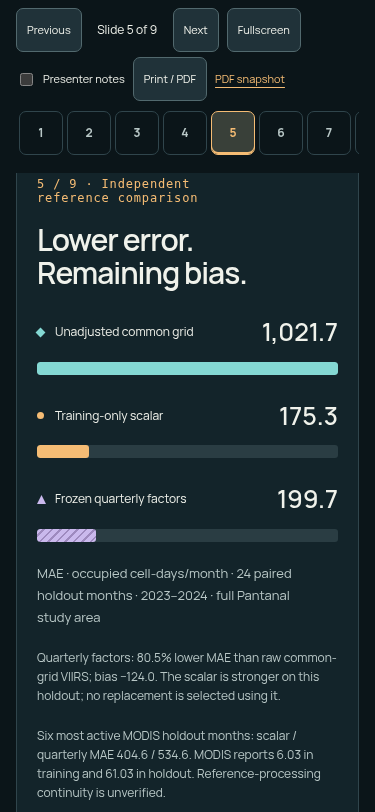 Previous
Slide 5 of 9
Next
Fullscreen
Presenter notes
Print / PDF
PDF snapshot
1
2
3
4
5
6
7
5 / 9 · Independent
reference comparison
Lower error.
Remaining bias.
Unadjusted common grid
1,021.7
Training-only scalar
175.3
Frozen quarterly factors
199.7
MAE · occupied cell-days/month · 24 paired
holdout months · 2023–2024 · full Pantanal
study area
Quarterly factors: 80.5% lower MAE than raw common-
grid VIIRS; bias −124.0. The scalar is stronger on this
holdout; no replacement is selected using it.
Six most active MODIS holdout months: scalar /
quarterly MAE 404.6 / 534.6. MODIS reports 6.03 in
training and 61.03 in holdout. Reference-processing
continuity is unverified.